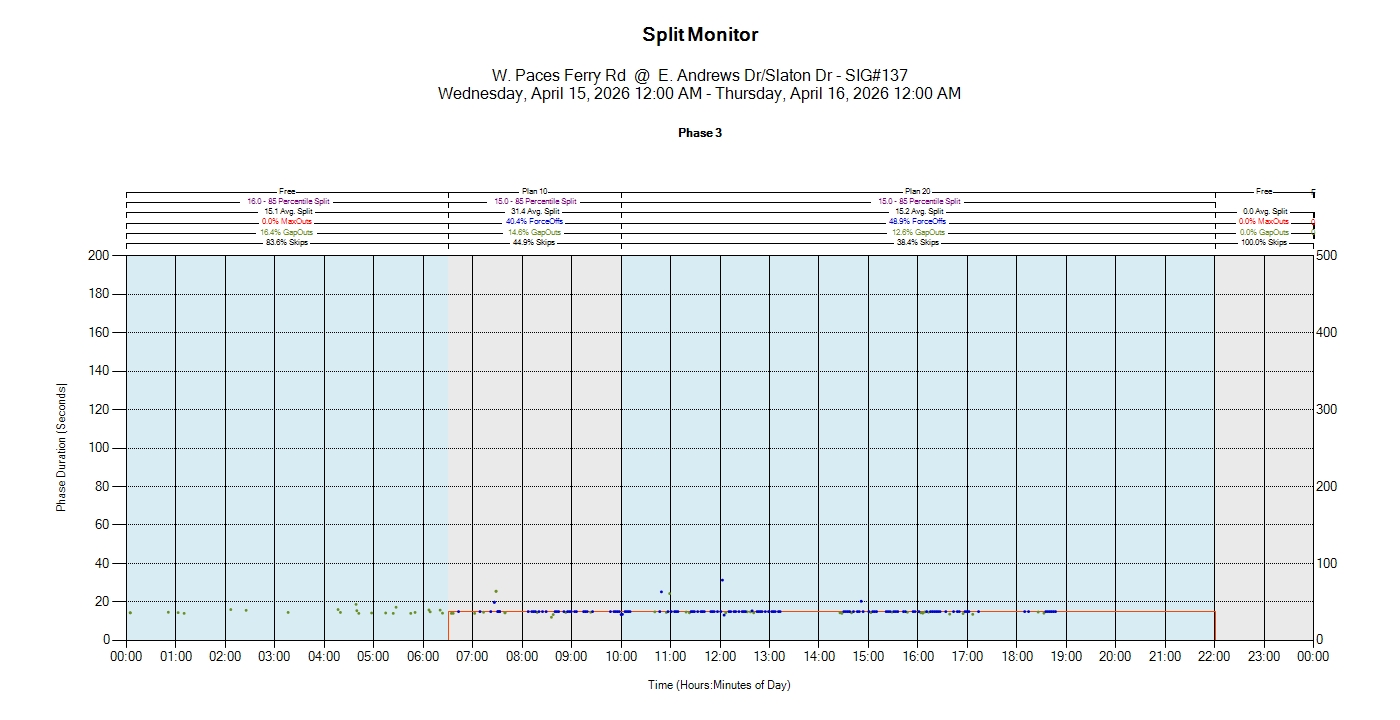 Split Monitor
W. Paces Ferry Rd @ E. Andrews Dr/Slaton Dr - SIG#137
Wednesday, April 15, 2026 12:00 AM - Thursday, April 16, 2026 12:00 AM
Phase 3
Free Plan 10 Plan 20 Free
16.0 - 85 Percentile Split 15.0 - 85 Percentile Split 15.0 - 85 Percentile Split
15.1 Avg. Split 31.4 Avg. Split 15.2 Avg. Split 0.0 Avg. Split
0.0% MaxOuts 40.4% ForceOffs 48.9% ForceOffs 0.0% MaxOuts
16.4% GapOuts 14.6% GapOuts 12.6% GapOuts 0.0% GapOuts
83.6% Skips 44.9% Skips 38.4% Skips 100.0% Skips
200 500
180
160 400
140
120 300
100
80 200
60
40 100
20
0 0
Phase Duration (Seconds)
00:00 01:00 02:00 03:00 04:00 05:00 06:00 07:00 08:00 09:00 10:00 11:00 12:00 13:00 14:00 15:00 16:00 17:00 18:00 19:00 20:00 21:00 22:00 23:00 00:00
Time (Hours:Minutes of Day)